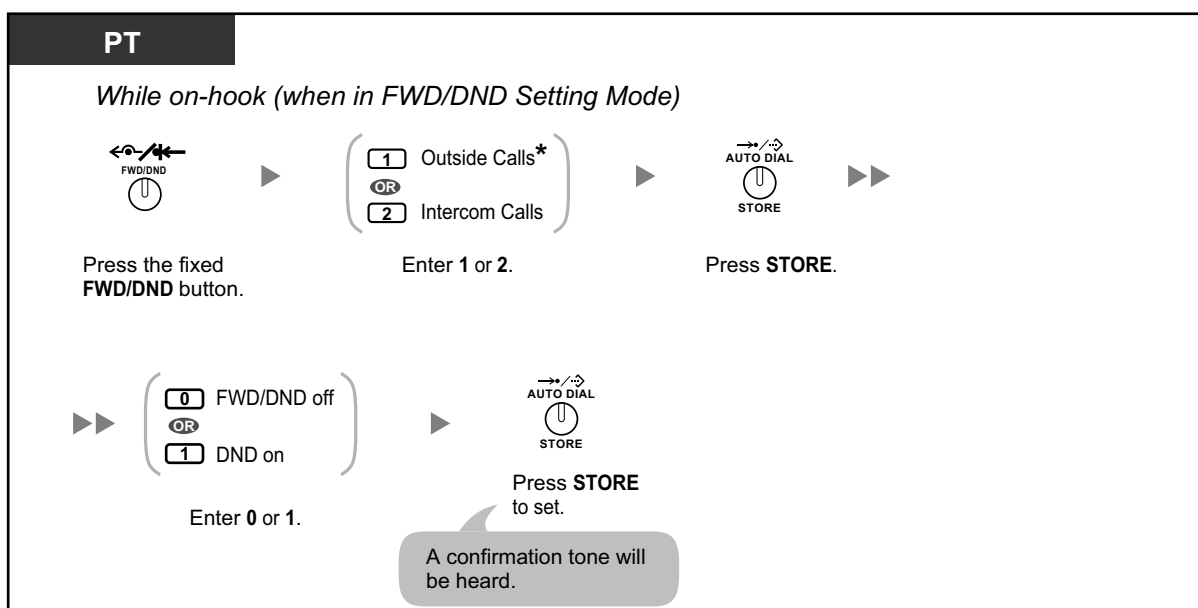 PT
While on-hook (when in FWD/DND Setting Mode)
FWD/DND
1 Outside Calls*
OR
2 Intercom Calls
AUTO DIAL
STORE
Press the fixed
FWD/DND button.
Enter 1 or 2.
Press STORE.
0 FWD/DND off
OR
1 DND on
Enter 0 or 1.
AUTO DIAL
STORE
Press STORE
to set.
A confirmation tone will
be heard.